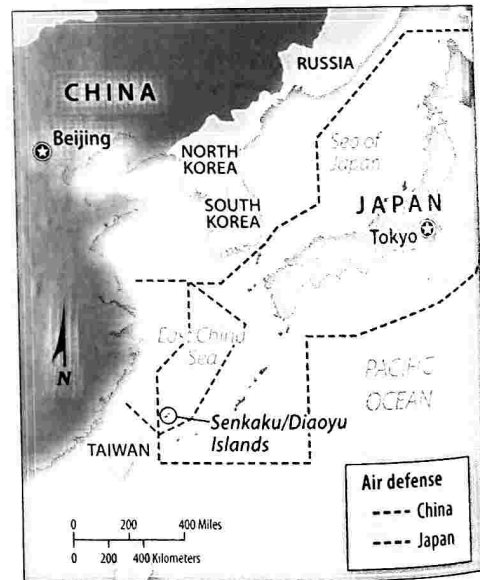 RUSSIA
CHINA
Beijing
NORTH
KOREA
Sea of
Japan
SOUTH
KOREA
JAPAN
Tokyo
East China
Sea
N
PACIFIC
OCEAN
Senkaku/Diaoyu
Islands
TAIWAN
Air defense
China
Japan
0 200 400 Miles
0 200 400 Kilometers